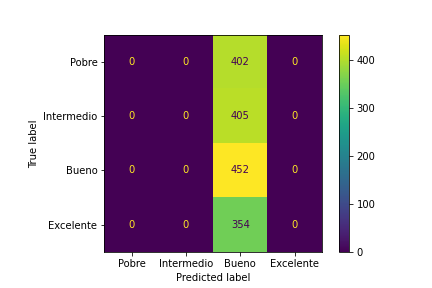 Pobre 0 0 402 0
Intermedio 0 0 405 0
Bueno 0 0 452 0
Excelente 0 0 354 0
Pobre Intermedio Bueno Excelente
Predicted label
True label
400
300
200
100
0